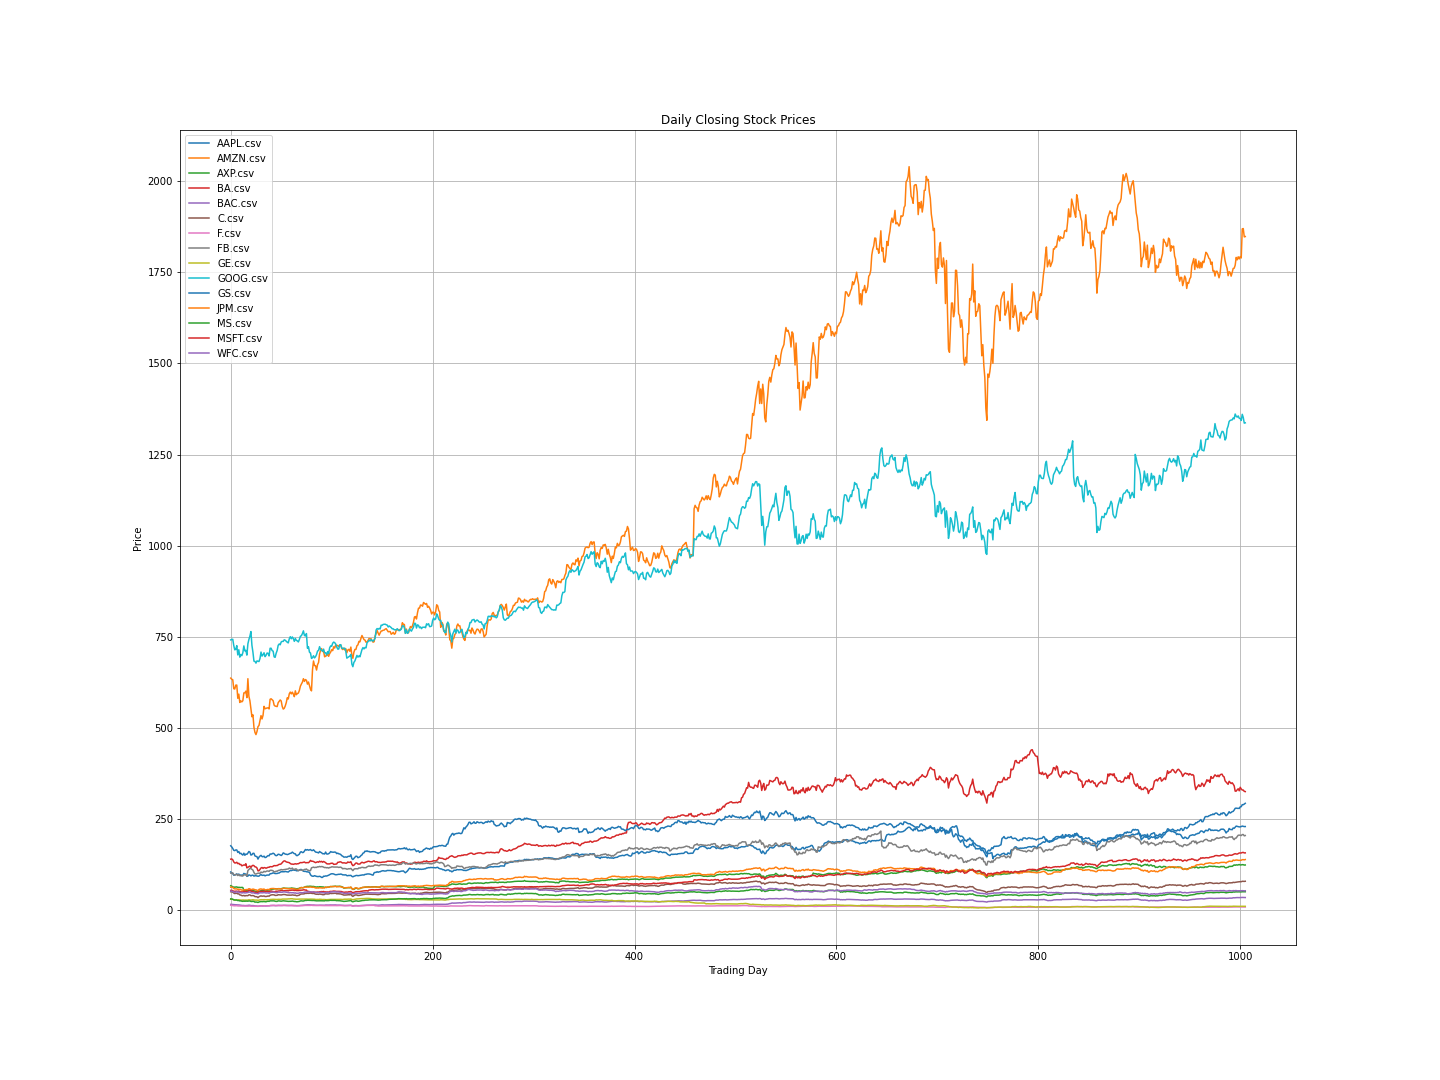 Daily Closing Stock Prices
AAPL.csv
AMZN.csv
AXP.csv
BA.csv
BAC.csv
C.csv
F.csv
FB.csv
GE.csv
GOOG.csv
GS.csv
JPM.csv
MS.csv
MSFT.csv
WFC.csv
2000
1750
1500
1250
1000
750
500
250
0
Price
0 200 400 600 800 1000
Trading Day